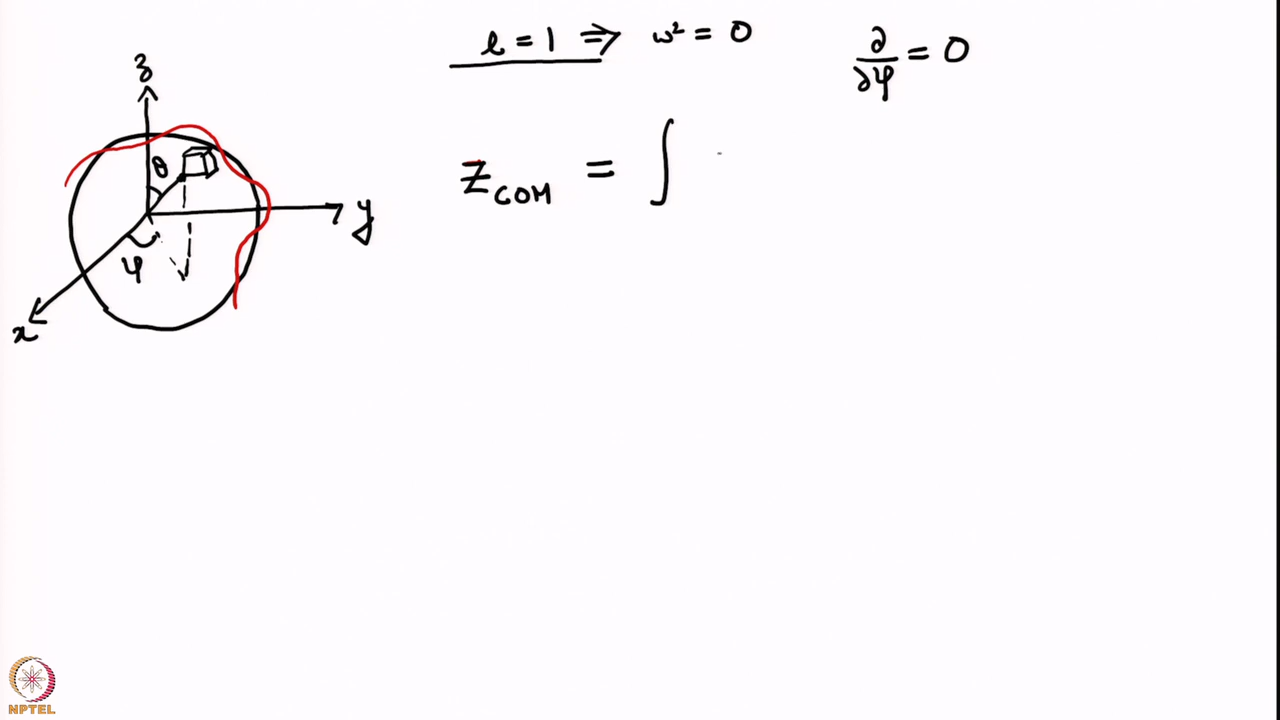 l = 1 ⇒ ω² = 0
∂/∂φ = 0
z
θ
y
φ
x
Z_COM = ∫
NPTEL